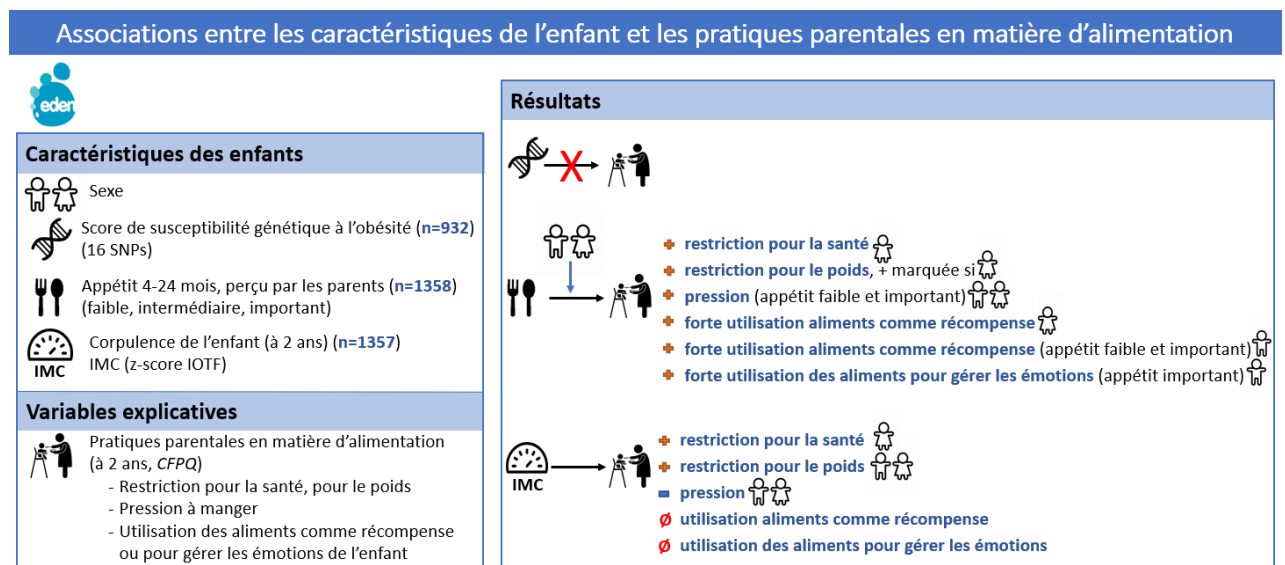 Associations entre les caractéristiques de l’enfant et les pratiques parentales en matière d’alimentation
eden
Caractéristiques des enfants
Sexe
Score de susceptibilité génétique à l’obésité (n=932)
(16 SNPs)
Appétit 4-24 mois, perçu par les parents (n=1358)
(faible, intermédiaire, important)
Corpulence de l’enfant (à 2 ans) (n=1357)
IMC (z-score IOTF)
IMC
Variables explicatives
Pratiques parentales en matière d’alimentation
(à 2 ans, CFPQ)
- Restriction pour la santé, pour le poids
- Pression à manger
- Utilisation des aliments comme récompense
ou pour gérer les émotions de l’enfant
Résultats
X
+ restriction pour la santé
+ restriction pour le poids, + marquée si
+ pression (appétit faible et important)
+ forte utilisation aliments comme récompense
+ forte utilisation aliments comme récompense (appétit faible et important)
+ forte utilisation des aliments pour gérer les émotions (appétit important)
IMC
+ restriction pour la santé
+ restriction pour le poids
- pression
Ø utilisation aliments comme récompense
Ø utilisation des aliments pour gérer les émotions